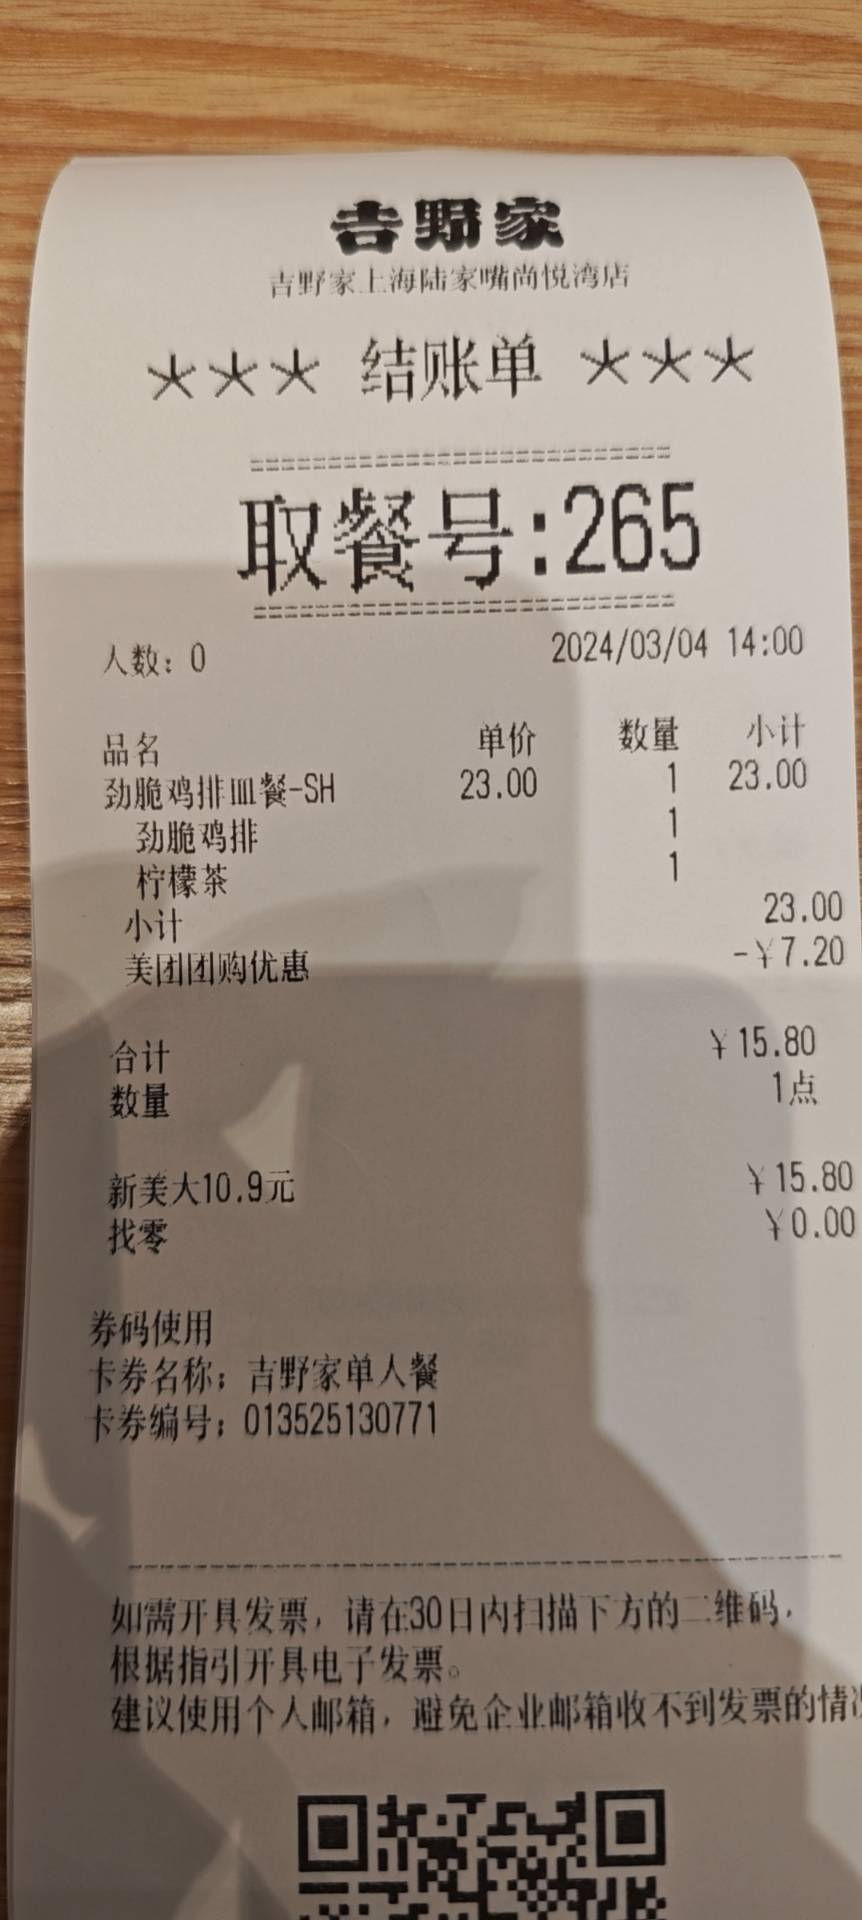 吉野家
吉野家上海陆家嘴尚悦湾店
*** 结账单 ***
取餐号:265
人数: 0 2024/03/04 14:00
品名 单价 数量 小计
劲脆鸡排皿餐-SH 23.00 1 23.00
劲脆鸡排 1
柠檬茶 1
小计 23.00
美团团购优惠 -¥7.20
合计 ¥15.80
数量 1点
新美大10.9元 ¥15.80
找零 ¥0.00
券码使用
卡券名称: 吉野家单人餐
卡券编号: 013525130771
如需开具发票，请在30日内扫描下方的二维码，
根据指引开具电子发票。
建议使用个人邮箱，避免企业邮箱收不到发票的情况